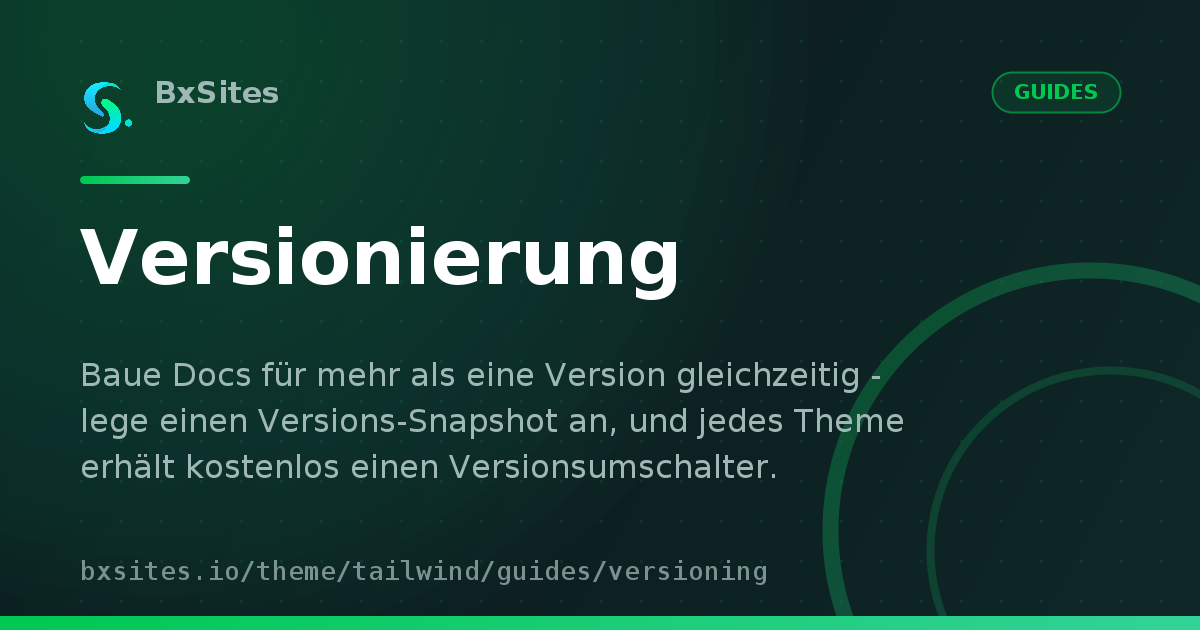 BxSites
GUIDES
Versionierung
Baue Docs für mehr als eine Version gleichzeitig -
lege einen Versions-Snapshot an, und jedes Theme
erhält kostenlos einen Versionsumschalter.
bxsites.io/theme/tailwind/guides/versioning